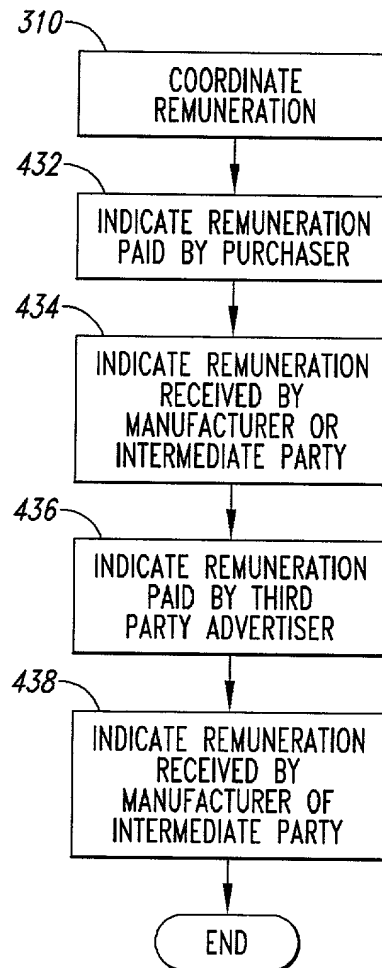 310
COORDINATE
REMUNERATION
432
INDICATE REMUNERATION
PAID BY PURCHASER
434
INDICATE REMUNERATION
RECEIVED BY
MANUFACTURER OR
INTERMEDIATE PARTY
436
INDICATE REMUNERATION
PAID BY THIRD
PARTY ADVERTISER
438
INDICATE REMUNERATION
RECEIVED BY
MANUFACTURER OF
INTERMEDIATE PARTY
END